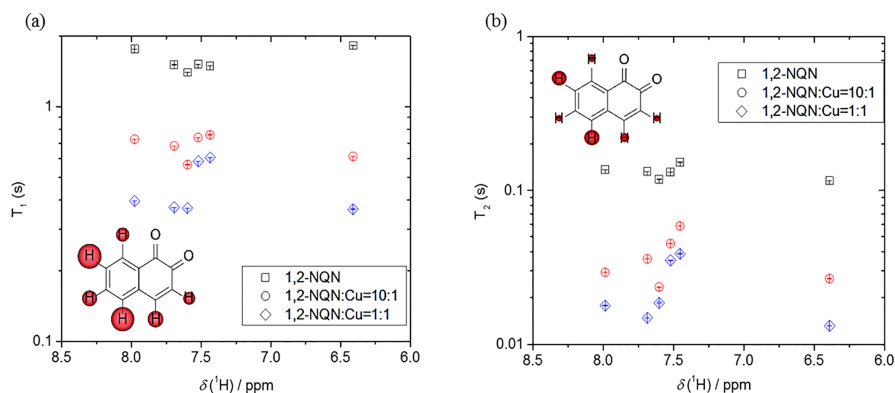 (a)
T1 (s)
1
0.1
8.5 8.0 7.5 7.0 6.5 6.0
δ(1H) / ppm
H O
H O
H H
H H
1,2-NQN
1,2-NQN:Cu=10:1
1,2-NQN:Cu=1:1
(b)
T2 (s)
0.1
0.1
0.01
8.5 8.0 7.5 7.0 6.5 6.0
δ(1H) / ppm
H O
H O
H H
H H
1,2-NQN
1,2-NQN:Cu=10:1
1,2-NQN:Cu=1:1